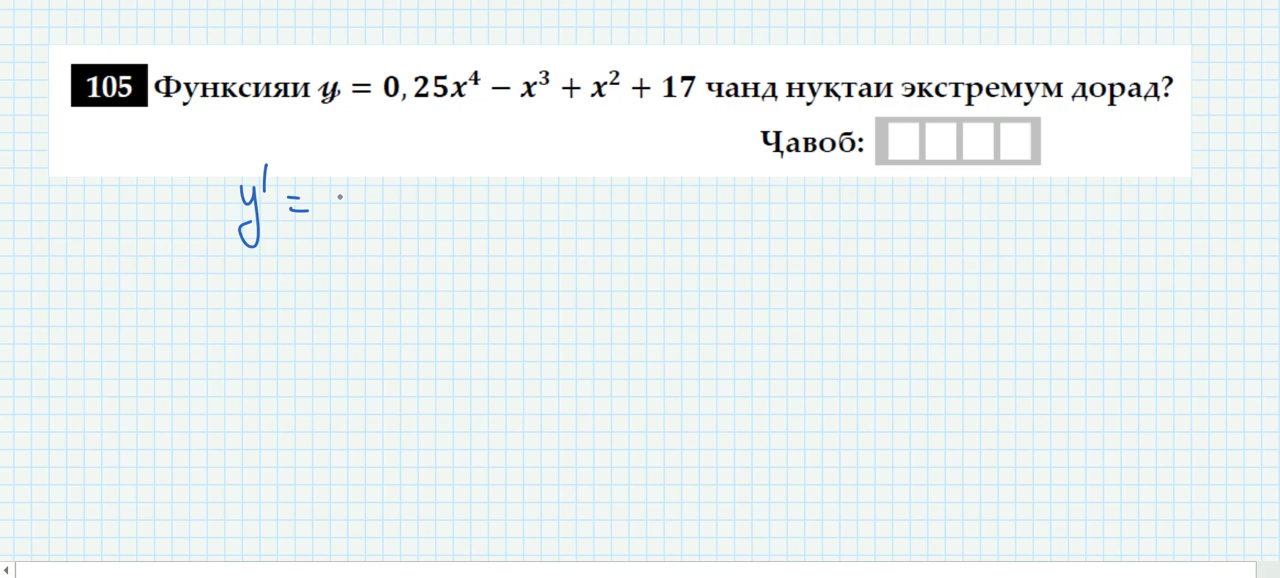 105 Функсияи y = 0,25x⁴ − x³ + x² + 17 чанд нуқтаи экстремум дорад?
Ҷавоб:
y' =